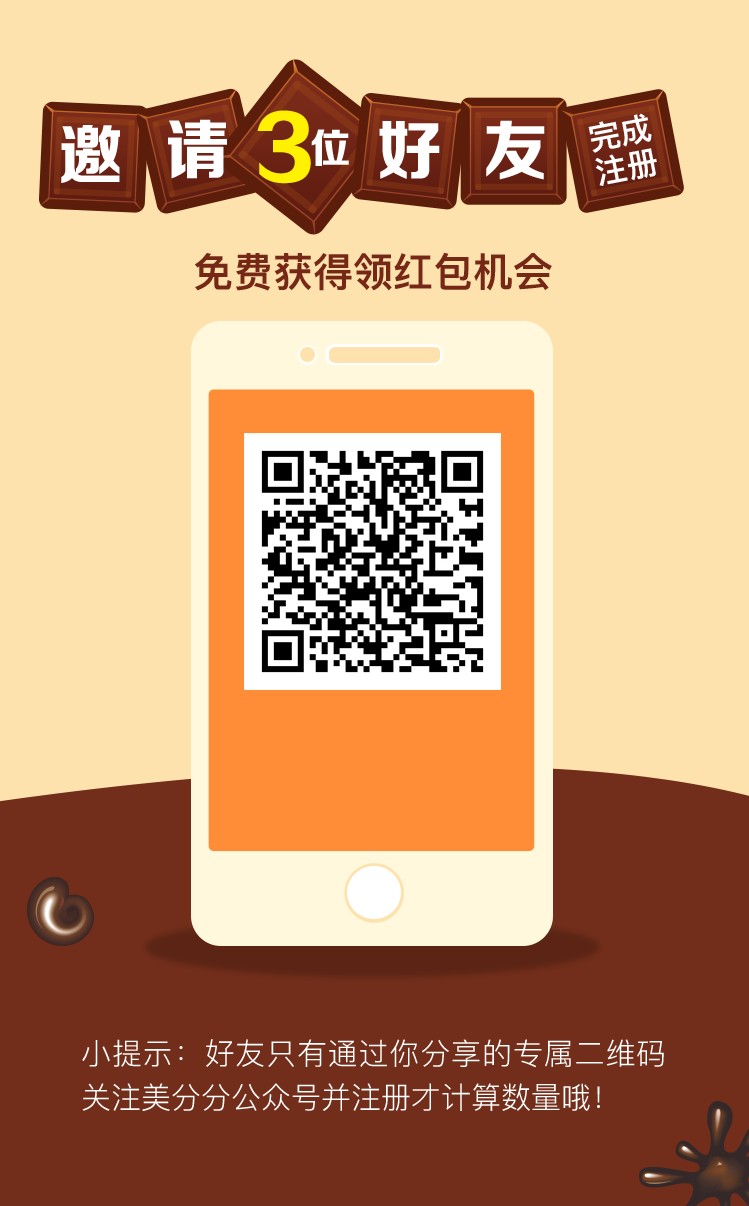 邀请3位好友完成注册
免费获得领红包机会
小提示：好友只有通过你分享的专属二维码
关注美分分公众号并注册才计算数量哦！